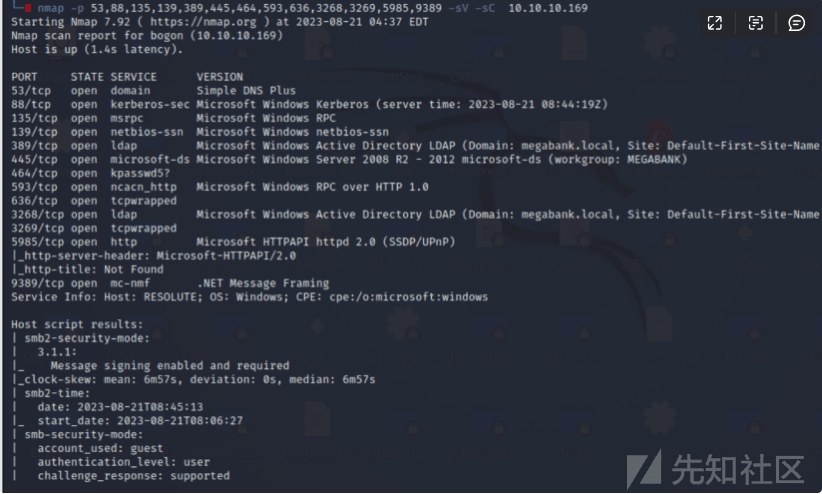 nmap -p 53,88,135,139,389,445,464,593,636,3268,3269,5985,9389 -sV -sC 10.10.10.169
Starting Nmap 7.92 ( https://nmap.org ) at 2023-08-21 04:37 EDT
Nmap scan report for bogon (10.10.10.169)
Host is up (1.4s latency).
PORT     STATE SERVICE      VERSION
53/tcp   open  domain       Simple DNS Plus
88/tcp   open  kerberos-sec Microsoft Windows Kerberos (server time: 2023-08-21 08:44:19Z)
135/tcp  open  msrpc        Microsoft Windows RPC
139/tcp  open  netbios-ssn  Microsoft Windows netbios-ssn
389/tcp  open  ldap         Microsoft Windows Active Directory LDAP (Domain: megabank.local, Site: Default-First-Site-Name
445/tcp  open  microsoft-ds Microsoft Windows Server 2008 R2 - 2012 microsoft-ds (workgroup: MEGABANK)
464/tcp  open  kpasswd5?
593/tcp  open  ncacn_http   Microsoft Windows RPC over HTTP 1.0
636/tcp  open  tcpwrapped
3268/tcp open  ldap         Microsoft Windows Active Directory LDAP (Domain: megabank.local, Site: Default-First-Site-Name
3269/tcp open  tcpwrapped
5985/tcp open  http         Microsoft HTTPAPI httpd 2.0 (SSDP/UPnP)
|_http-server-header: Microsoft-HTTPAPI/2.0
|_http-title: Not Found
9389/tcp open  mc-nmf       .NET Message Framing
Service Info: Host: RESOLUTE; OS: Windows; CPE: cpe:/o:microsoft:windows
Host script results:
| smb2-security-mode:
|   3.1.1:
|_    Message signing enabled and required
|_clock-skew: mean: 6m57s, deviation: 0s, median: 6m57s
| smb2-time:
|   date: 2023-08-21T08:45:13
|_  start_date: 2023-08-21T08:06:27
| smb-security-mode:
|   account_used: guest
|   authentication_level: user
|   challenge_response: supported
先知社区